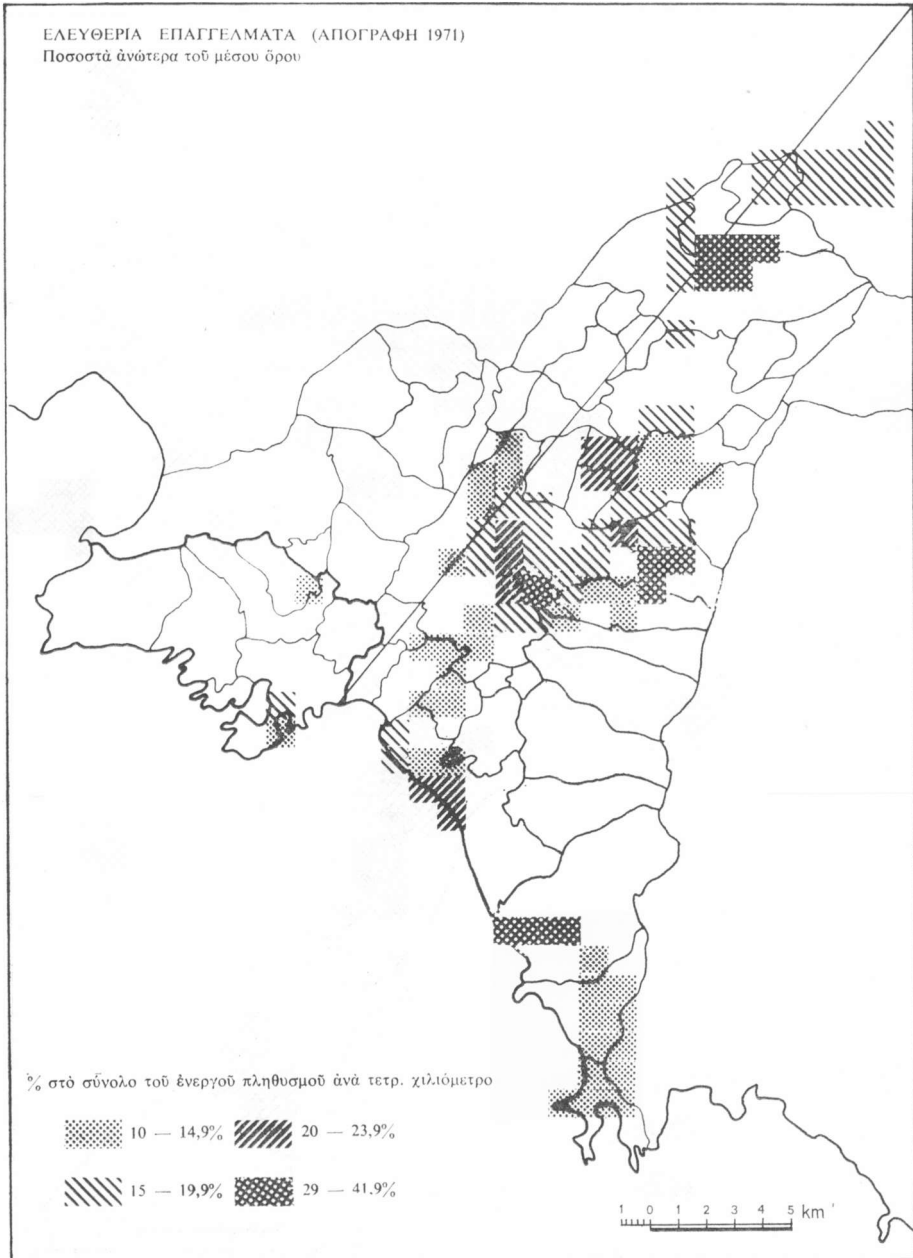 ΕΛΕΥΘΕΡΙΑ ΕΠΑΓΓΕΛΜΑΤΑ (ΑΠΟΓΡΑΦΗ 1971)
Ποσοστὰ ἀνώτερα τοῦ μέσου ὅρου
% στὸ σύνολο τοῦ ἐνεργοῦ πληθυσμοῦ ἀνὰ τετρ. χιλιόμετρο
10 — 14,9% 20 — 23,9%
15 — 19,9% 29 — 41.9%
1 0 1 2 3 4 5 km